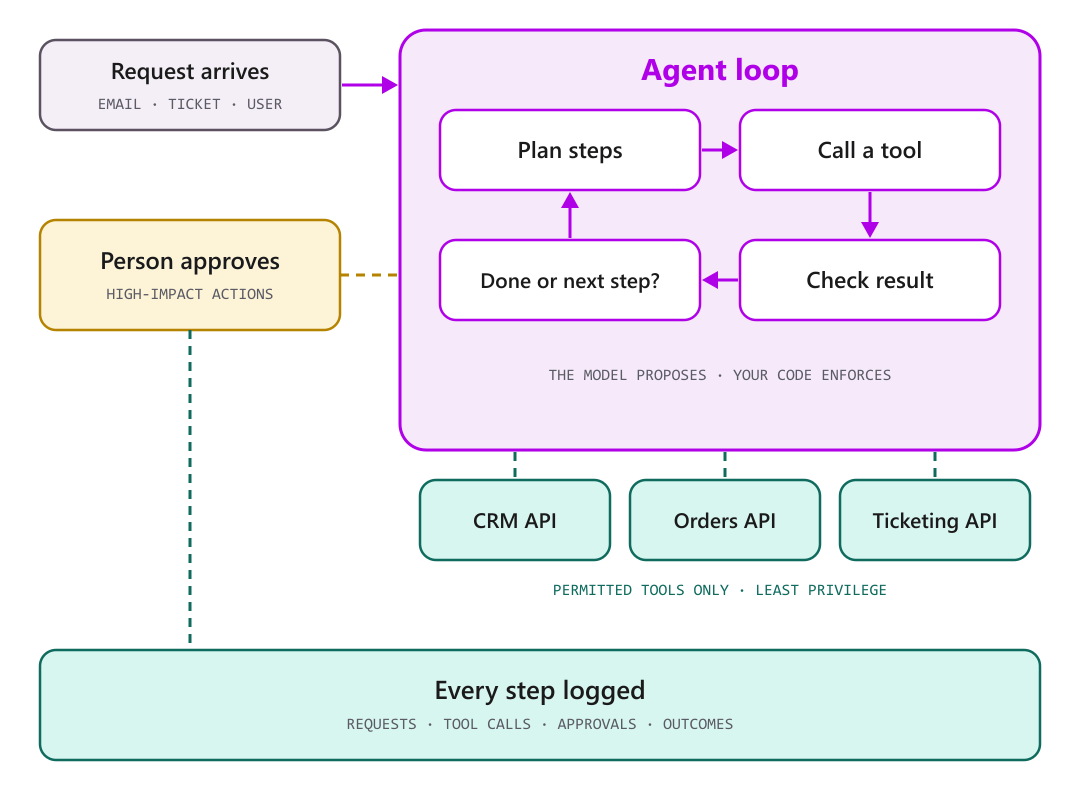 Request arrives
EMAIL · TICKET · USER
Agent loop
Plan steps
Call a tool
Person approves
HIGH-IMPACT ACTIONS
Done or next step?
Check result
THE MODEL PROPOSES · YOUR CODE ENFORCES
CRM API
Orders API
Ticketing API
PERMITTED TOOLS ONLY · LEAST PRIVILEGE
Every step logged
REQUESTS · TOOL CALLS · APPROVALS · OUTCOMES